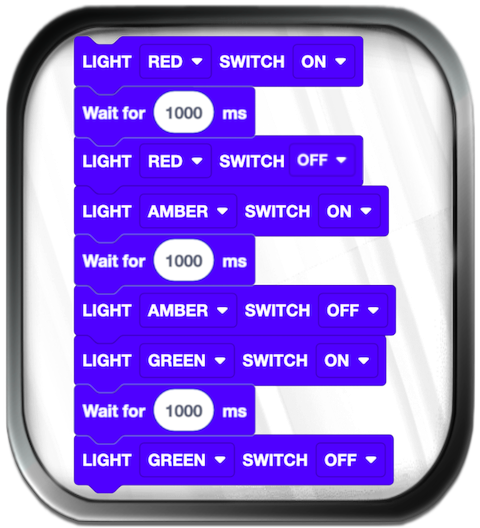 LIGHT RED SWITCH ON
Wait for 1000 ms
LIGHT RED SWITCH OFF
LIGHT AMBER SWITCH ON
Wait for 1000 ms
LIGHT AMBER SWITCH OFF
LIGHT GREEN SWITCH ON
Wait for 1000 ms
LIGHT GREEN SWITCH OFF